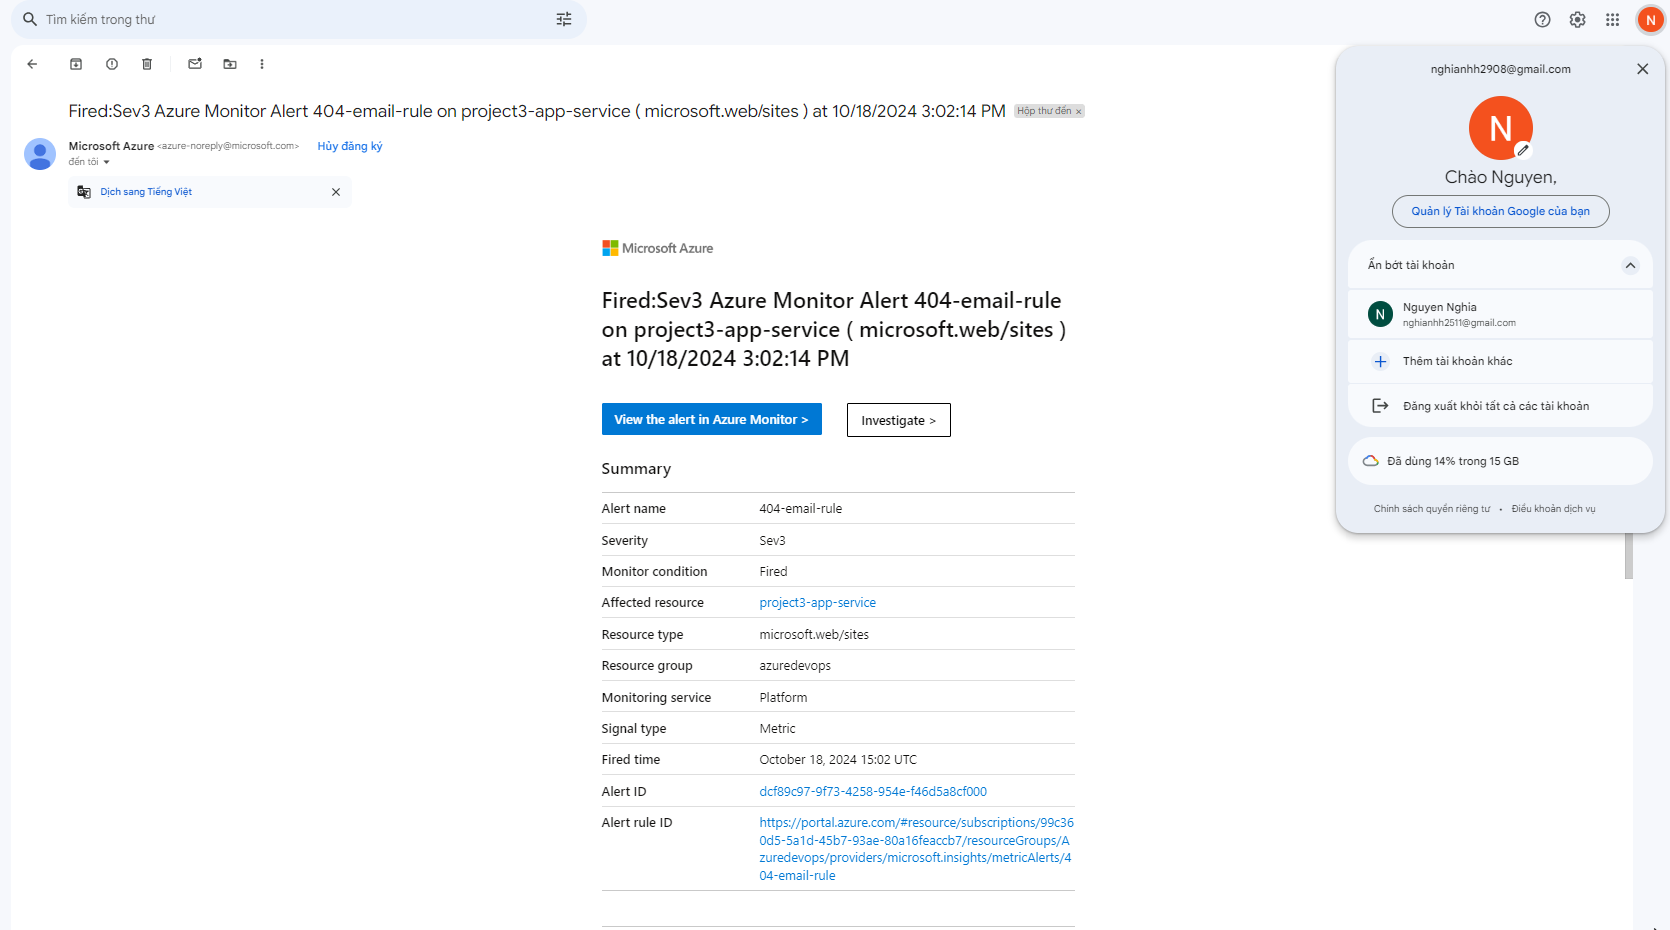 Tìm kiếm trong thư
Fired:Sev3 Azure Monitor Alert 404-email-rule on project3-app-service ( microsoft.web/sites ) at 10/18/2024 3:02:14 PM
Hộp thư đến ×
Microsoft Azure <azure-noreply@microsoft.com> Hủy đăng ký
đến tôi
Dịch sang Tiếng Việt
Microsoft Azure
Fired:Sev3 Azure Monitor Alert 404-email-rule
on project3-app-service ( microsoft.web/sites )
at 10/18/2024 3:02:14 PM
View the alert in Azure Monitor >
Investigate >
Summary
Alert name 404-email-rule
Severity Sev3
Monitor condition Fired
Affected resource project3-app-service
Resource type microsoft.web/sites
Resource group azuredevops
Monitoring service Platform
Signal type Metric
Fired time October 18, 2024 15:02 UTC
Alert ID dcf89c97-9f73-4258-954e-f46d5a8cf000
Alert rule ID https://portal.azure.com/#resource/subscriptions/99c36
0d5-5a1d-45b7-93ae-80a16feaccb7/resourceGroups/A
zuredevops/providers/microsoft.insights/metricAlerts/4
04-email-rule
N
nghianhh2908@gmail.com
N
Chào Nguyen,
Quản lý Tài khoản Google của bạn
Ẩn bớt tài khoản
N
Nguyen Nghia
nghianhh2511@gmail.com
Thêm tài khoản khác
Đăng xuất khỏi tất cả các tài khoản
Đã dùng 14% trong 15 GB
Chính sách quyền riêng tư • Điều khoản dịch vụ